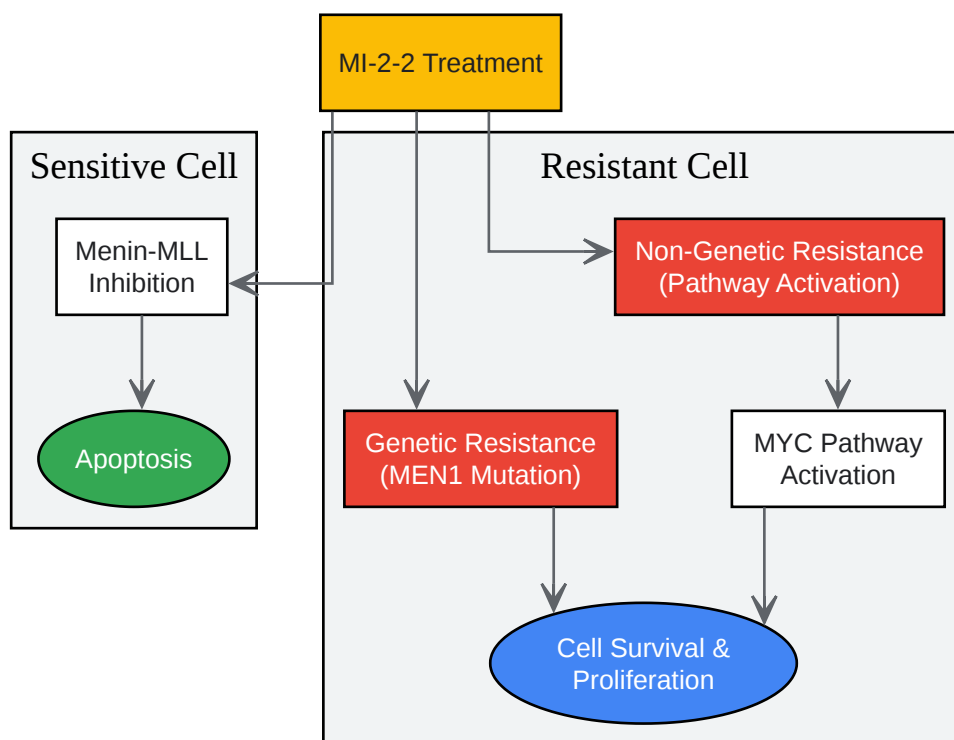 MI-2-2 Treatment
Sensitive Cell
Menin-MLL
Inhibition
Apoptosis
Resistant Cell
Non-Genetic Resistance
(Pathway Activation)
Genetic Resistance
(MEN1 Mutation)
MYC Pathway
Activation
Cell Survival &
Proliferation